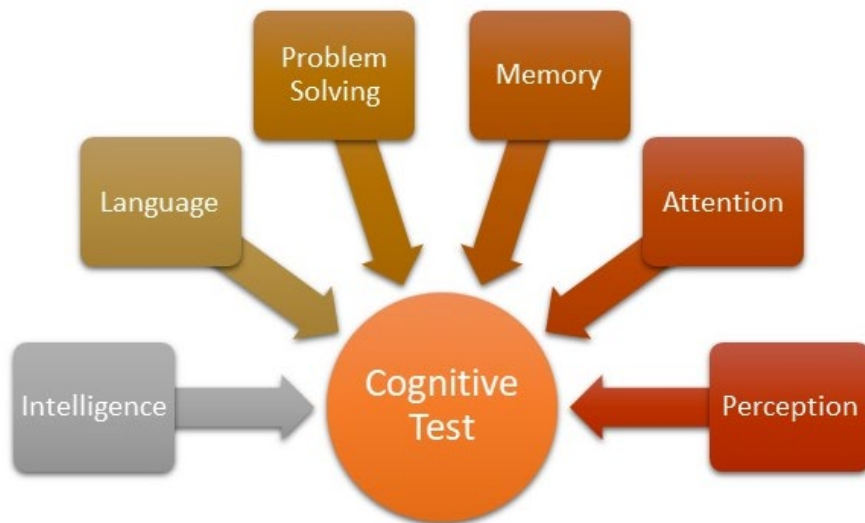 Problem
Solving
Memory
Language
Attention
Intelligence
Cognitive
Test
Perception